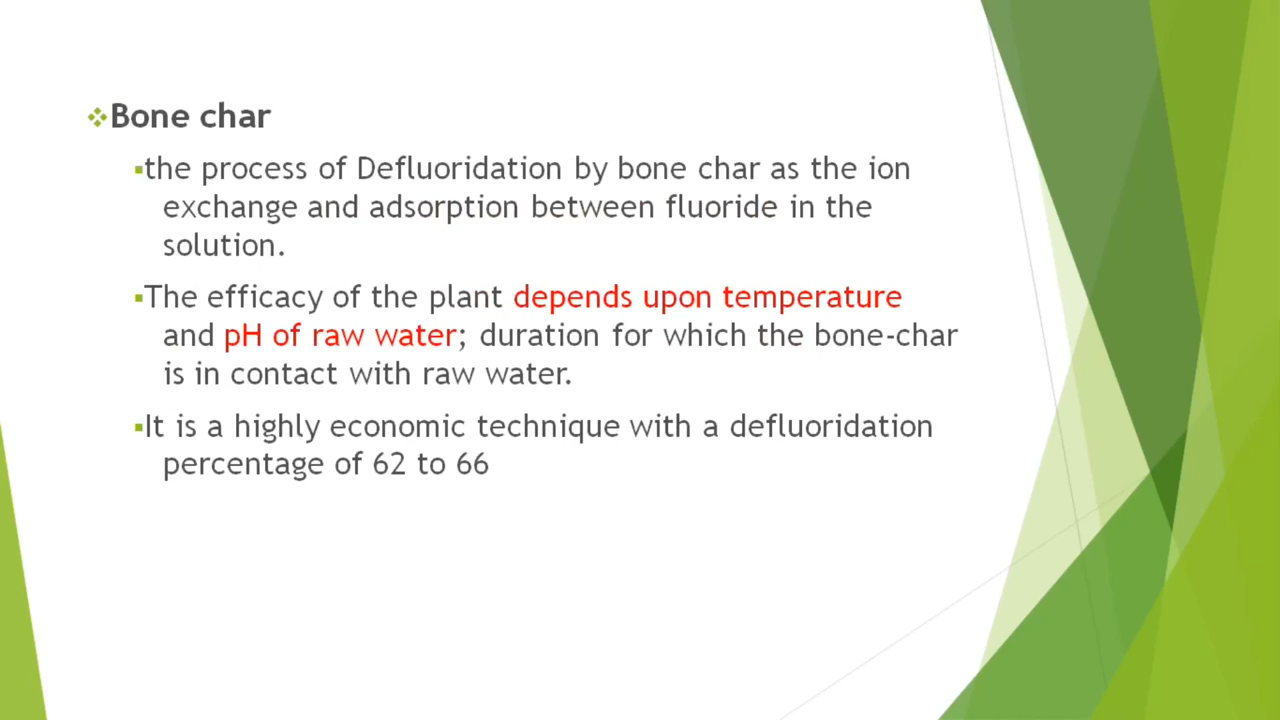 Bone char
the process of Defluoridation by bone char as the ion
exchange and adsorption between fluoride in the
solution.
The efficacy of the plant depends upon temperature
and pH of raw water; duration for which the bone-char
is in contact with raw water.
It is a highly economic technique with a defluoridation
percentage of 62 to 66